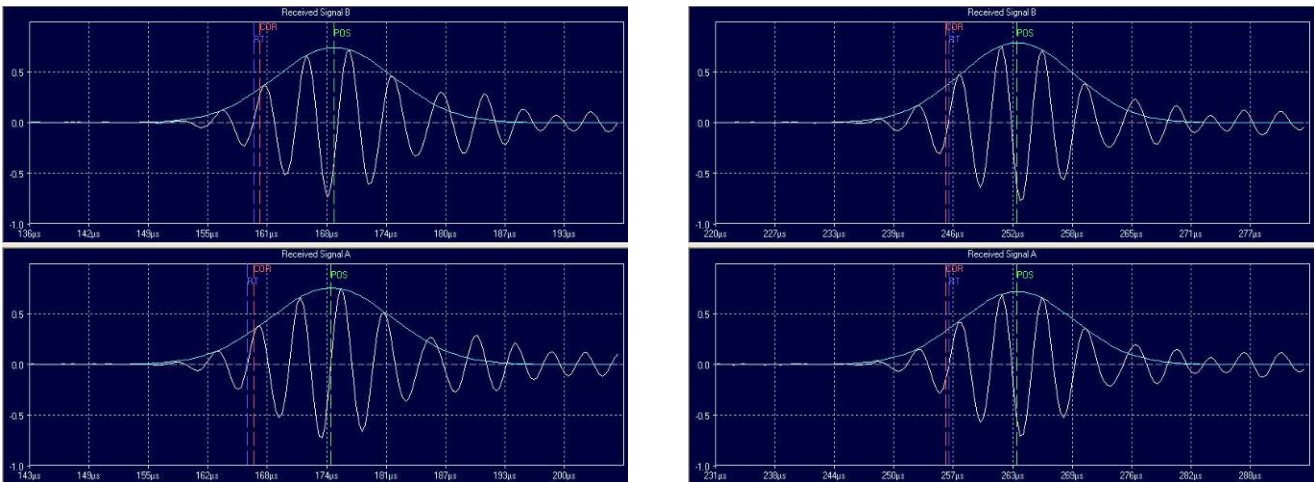 Received Signal B
COR
RT
POS
0.5
0.0
-0.5
-1.0
136µs 142µs 149µs 155µs 161µs 168µs 174µs 180µs 187µs 193µs
Received Signal A
COR
RT
POS
0.5
0.0
-0.5
-1.0
143µs 149µs 155µs 162µs 168µs 174µs 181µs 187µs 193µs 200µs
Received Signal B
COR
RT
POS
0.5
0.0
-0.5
-1.0
220µs 227µs 233µs 239µs 246µs 252µs 258µs 265µs 271µs 277µs
Received Signal A
COR
RT
POS
0.5
0.0
-0.5
-1.0
231µs 238µs 244µs 250µs 257µs 263µs 269µs 276µs 282µs 288µs